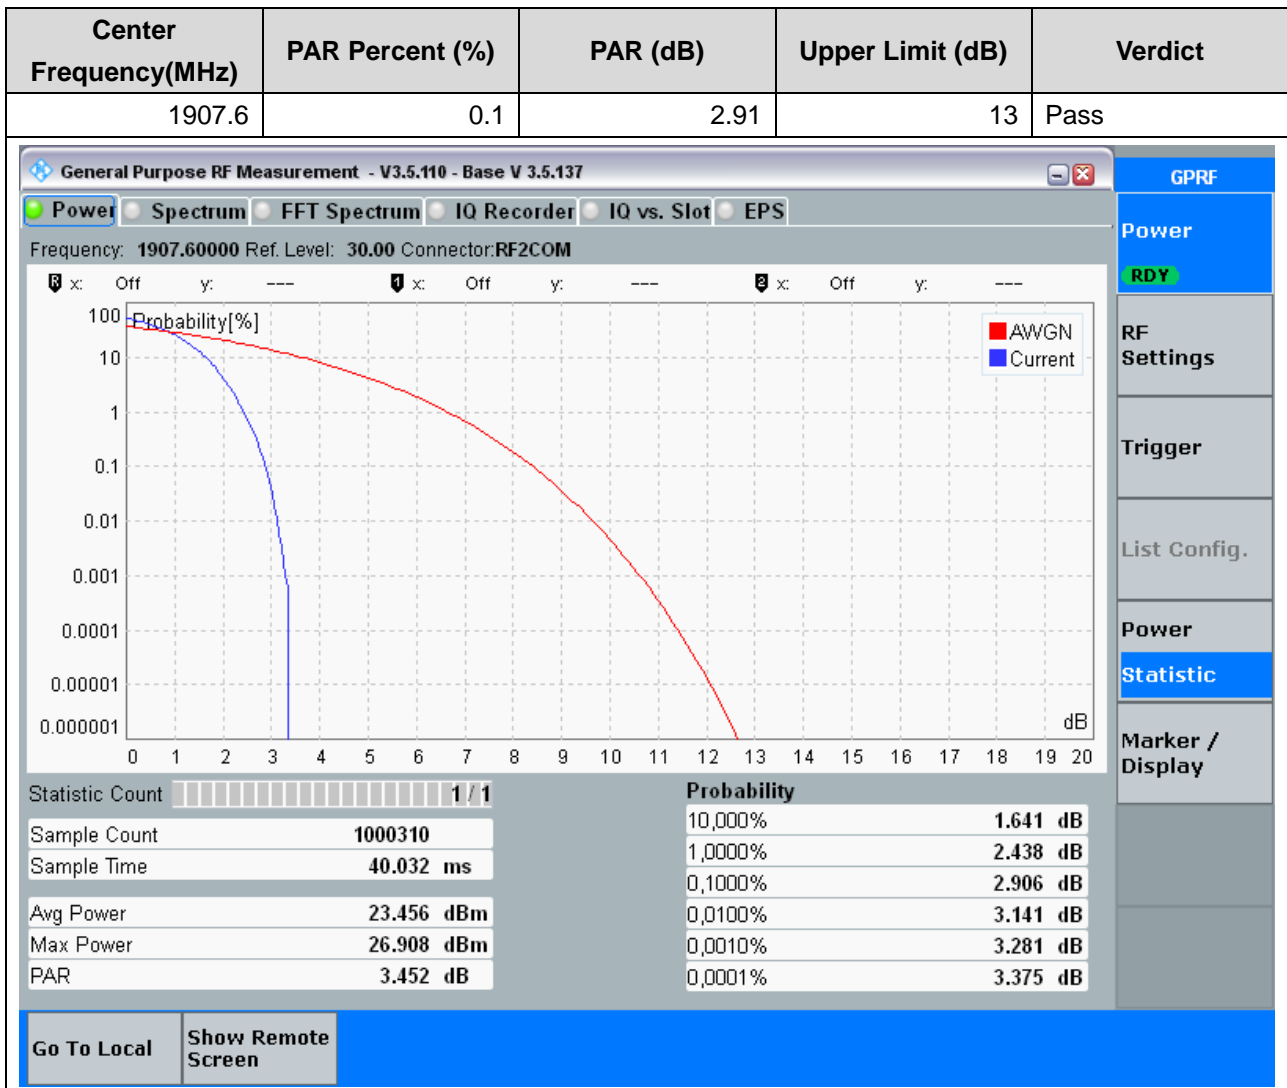 Center Frequency(MHz) PAR Percent (%) PAR (dB) Upper Limit (dB) Verdict
1907.6 0.1 2.91 13 Pass
General Purpose RF Measurement - V3.5.110 - Base V 3.5.137
GPRF
Power Spectrum FFT Spectrum IQ Recorder IQ vs. Slot EPS
Power
RDY
Frequency: 1907.60000 Ref. Level: 30.00 Connector:RF2COM
R x: Off y: --- 1 x: Off y: --- 2 x: Off y: ---
Probability[%]
AWGN
Current
100
10
1
0.1
0.01
0.001
0.0001
0.00001
0.000001
dB
0 1 2 3 4 5 6 7 8 9 10 11 12 13 14 15 16 17 18 19 20
RF Settings
Trigger
List Config.
Power
Statistic
Marker / Display
Statistic Count 1 / 1
Sample Count 1000310
Sample Time 40.032 ms
Avg Power 23.456 dBm
Max Power 26.908 dBm
PAR 3.452 dB
Probability
10,000% 1.641 dB
1,0000% 2.438 dB
0,1000% 2.906 dB
0,0100% 3.141 dB
0,0010% 3.281 dB
0,0001% 3.375 dB
Go To Local
Show Remote Screen